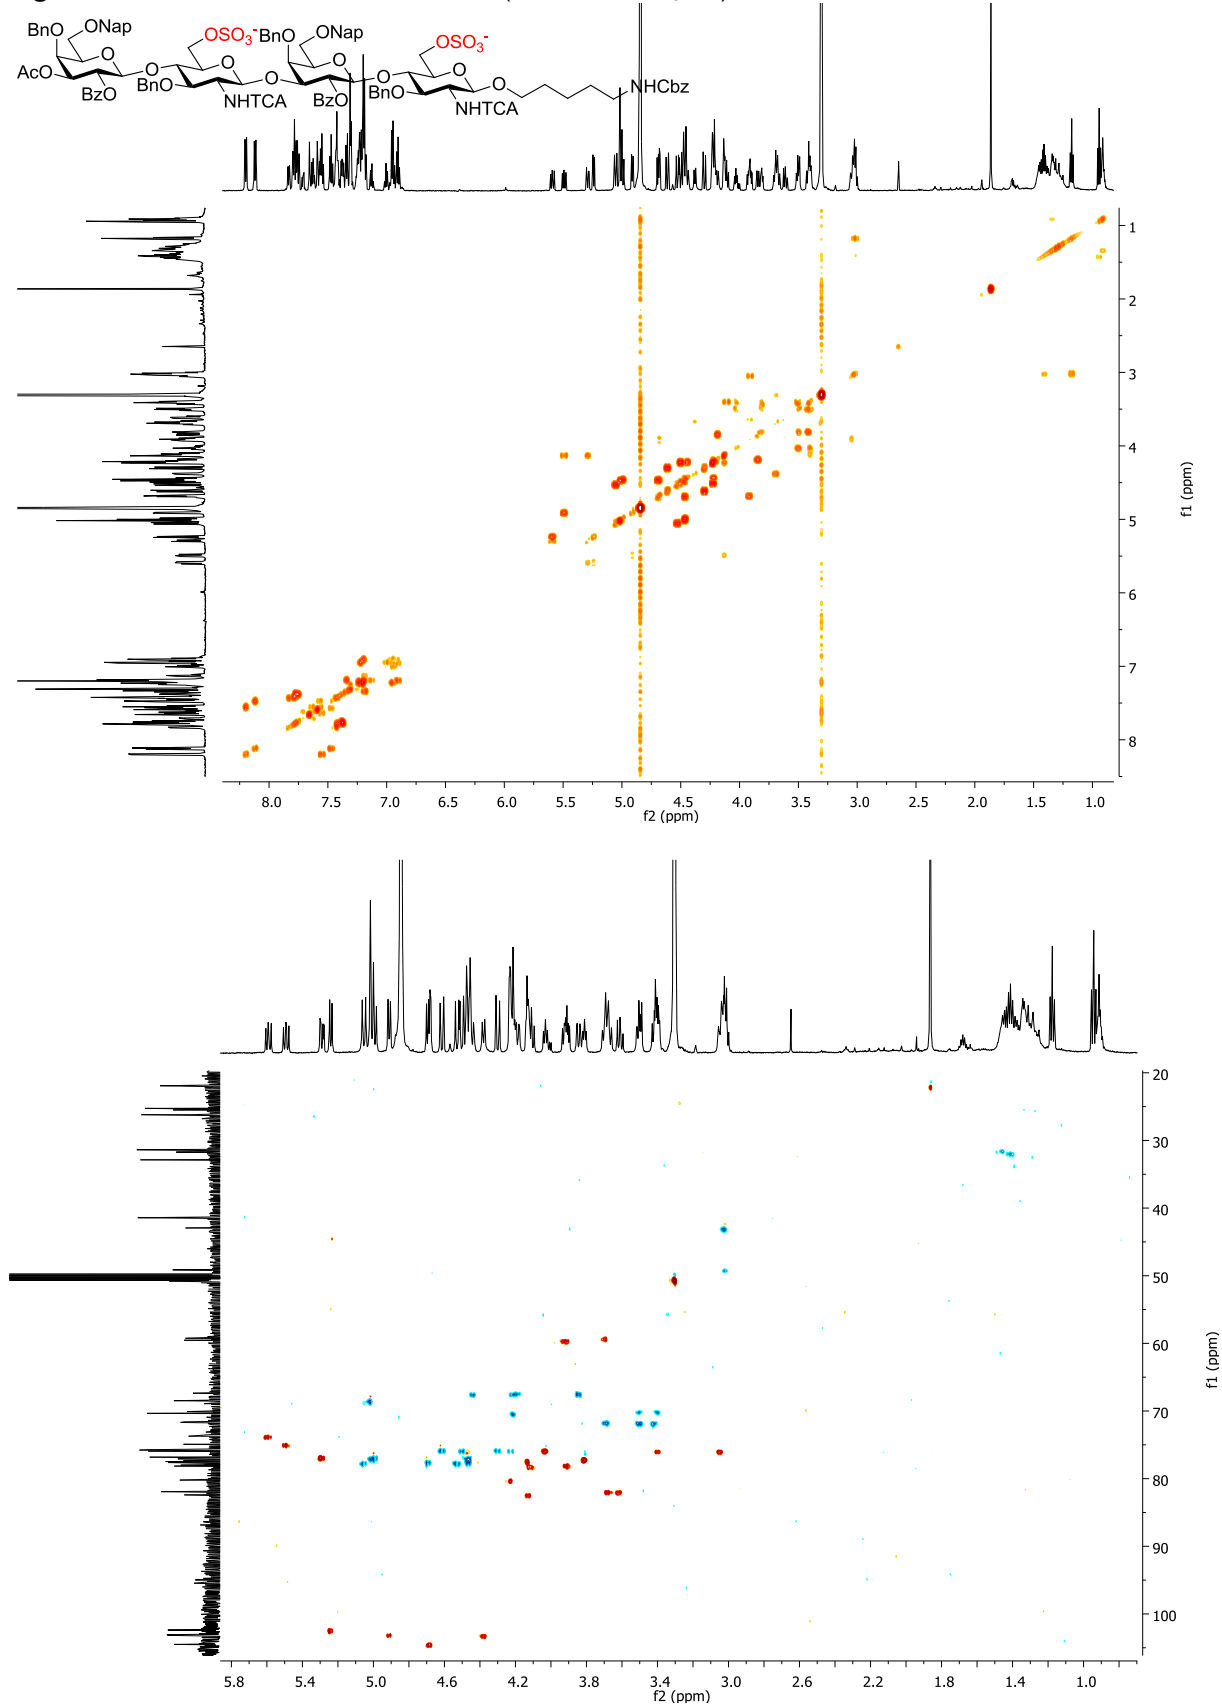 BnO
ONap
OSO₃⁻
BnO
ONap
OSO₃⁻
O
O
O
O
AcO
O
O
O
O
O
NHCbz
BzO
BnO
NHTCA
BzO
BnO
NHTCA
1
2
3
4
5
6
7
8
f1 (ppm)
8.0 7.5 7.0 6.5 6.0 5.5 5.0 4.5 4.0 3.5 3.0 2.5 2.0 1.5 1.0
f2 (ppm)
20
30
40
50
60
70
80
90
100
f1 (ppm)
5.8 5.4 5.0 4.6 4.2 3.8 3.4 3.0 2.6 2.2 1.8 1.4 1.0
f2 (ppm)